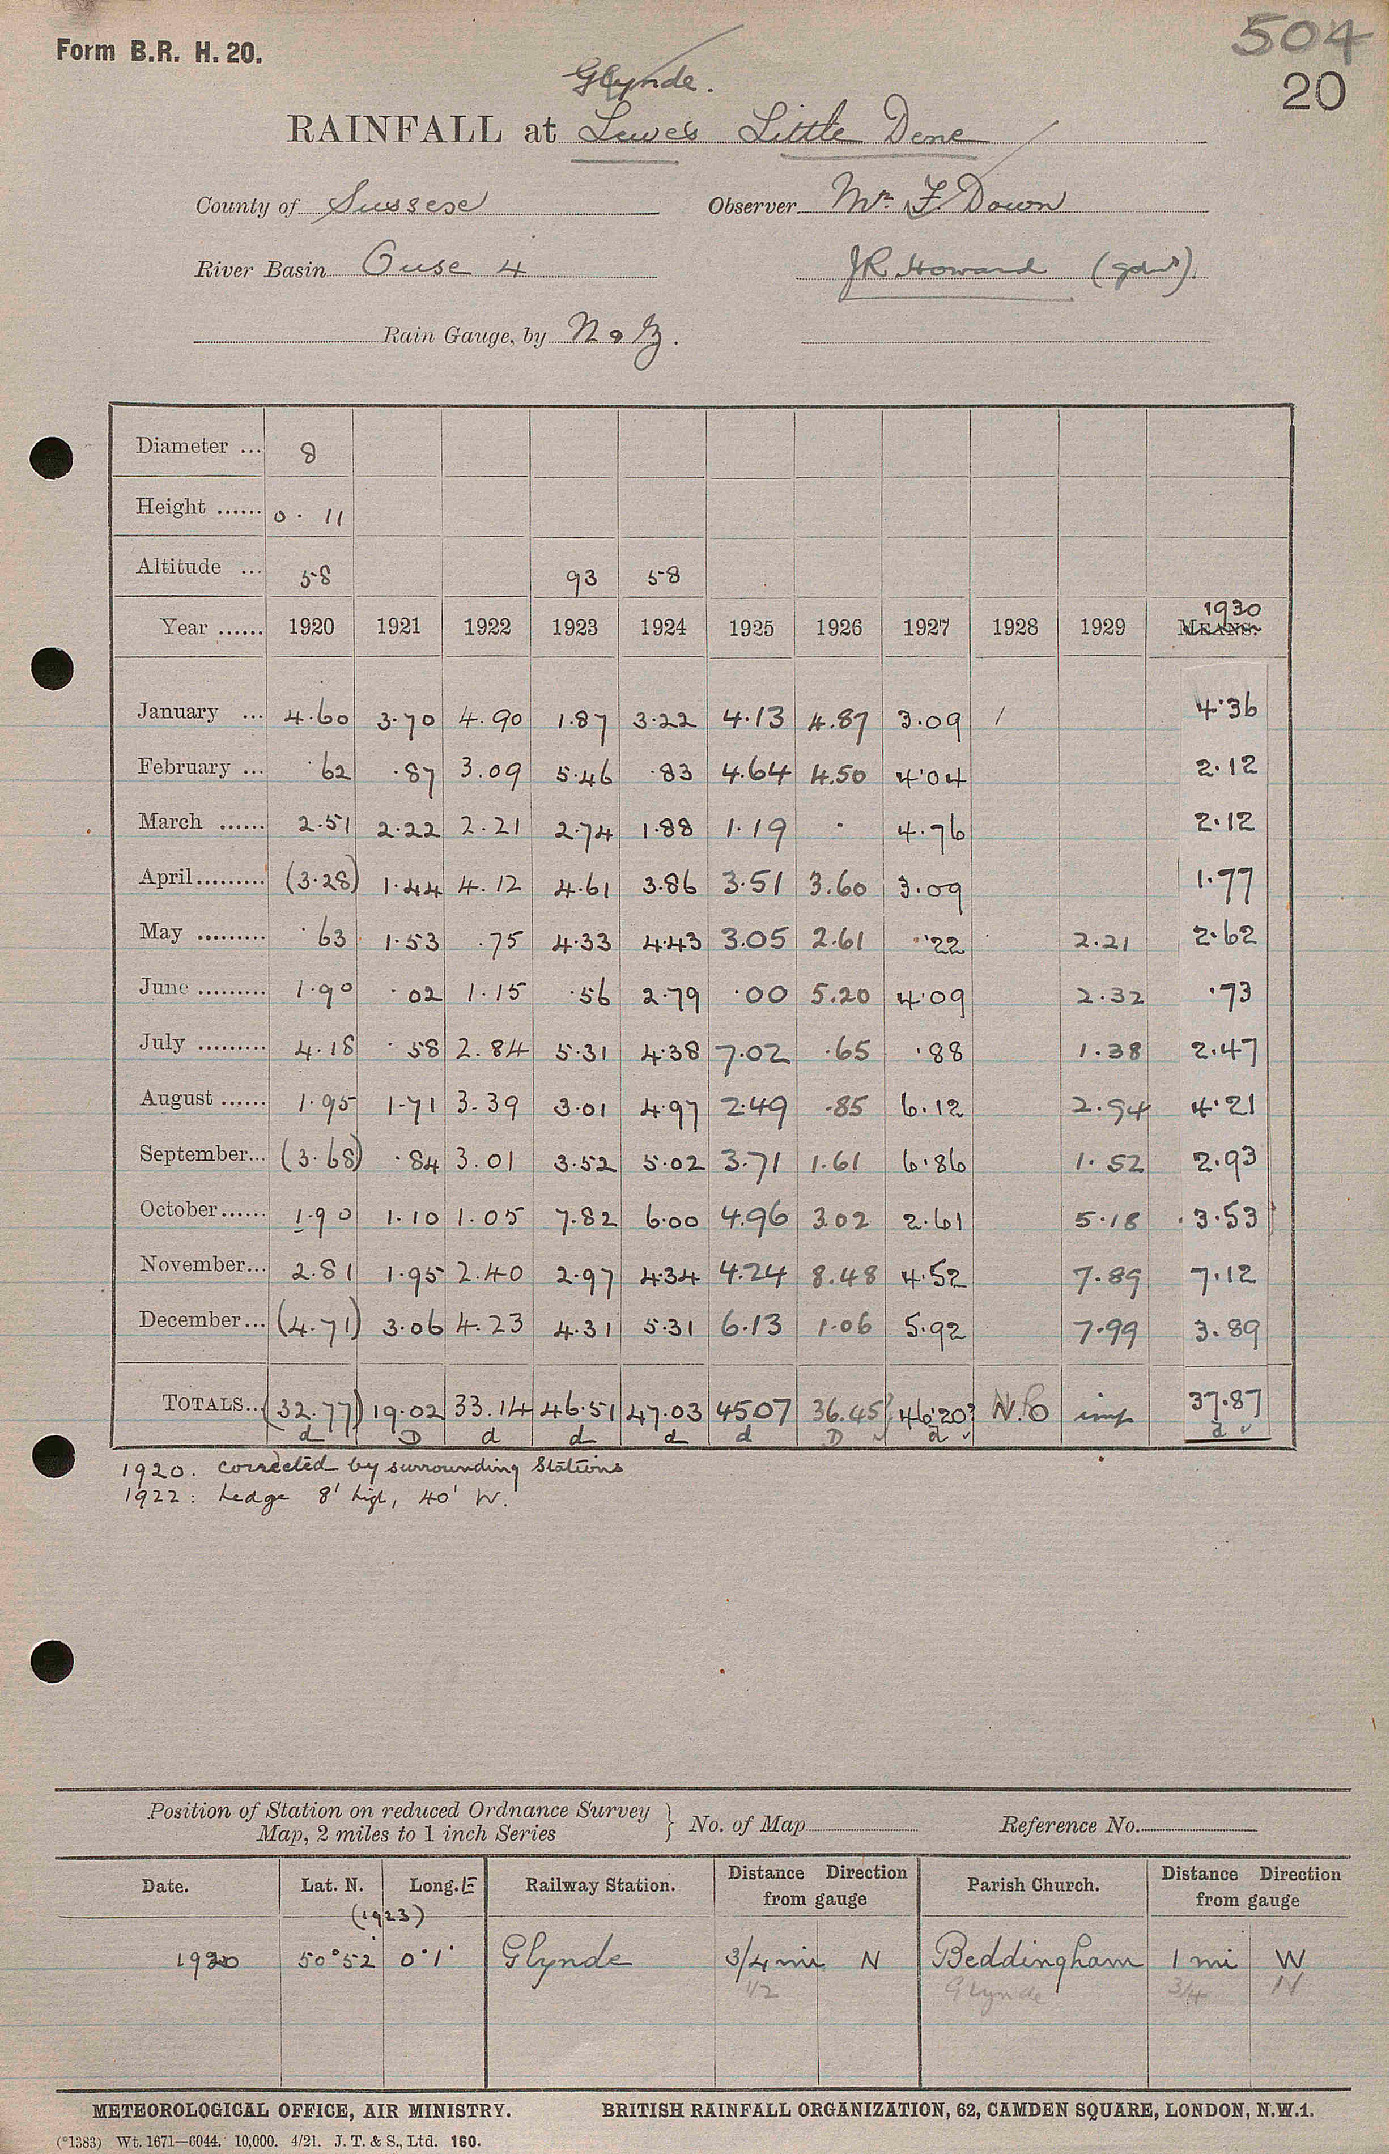 504
Form B.R. H. 20.
20
Glynde.
RAINFALL at Lewes Little Dene
County of Sussex Observer Mr. F. Down
River Basin Ouse 4 J R Howard (gdnr).
Rain Gauge, by N & Z.
Diameter ... 8
Height ...... 0 · 11
Altitude ... 58 93 58
1930
Year ...... 1920 1921 1922 1923 1924 1925 1926 1927 1928 1929 MEANS.
January ... 4.60 3.70 4.90 1.87 3.22 4.13 4.87 3.09 / 4.36
February ... .62 .87 3.09 5.46 .83 4.64 4.50 4.04 2.12
March ...... 2.51 2.22 2.21 2.74 1.88 1.19 · 4.76 2.12
April......... (3.28) 1.44 4.12 4.61 3.86 3.51 3.60 3.09 1.77
May ......... .63 1.53 .75 4.33 4.43 3.05 2.61 .22 2.21 2.62
June ......... 1.90 .02 1.15 .56 2.79 .00 5.20 4.09 2.32 .73
July ......... 4.18 .58 2.84 5.31 4.38 7.02 .65 .88 1.38 2.47
August ...... 1.95 1.71 3.39 3.01 4.97 2.49 .85 6.12 2.94 4.21
September... (3.68) .84 3.01 3.52 5.02 3.71 1.61 6.86 1.52 2.93
October...... 1.90 1.10 1.05 7.82 6.00 4.96 3.02 2.61 5.18 3.53
November... 2.81 1.95 2.40 2.97 4.34 4.24 8.48 4.52 7.89 7.12
December... (4.71) 3.06 4.23 4.31 5.31 6.13 1.06 5.92 7.99 3.89
TOTALS... (32.77) 19.02 33.14 46.51 47.03 45.07 36.45? 46.20? N.O imp 37.87
d D d d d d D ✓ d ✓ d ✓
1920. corrected by surrounding Stations
1922: hedge 8' high, 40' W.
Position of Station on reduced Ordnance Survey
Map, 2 miles to 1 inch Series } No. of Map Reference No.
Date. Lat. N. Long. E Railway Station. Distance Direction from gauge Parish Church. Distance Direction from gauge
(1923)
1920 50°52' 0°1' Glynde 3/4 mi N Beddingham 1 mi W
1/2 Glynde 3/4 N
METEOROLOGICAL OFFICE, AIR MINISTRY. BRITISH RAINFALL ORGANIZATION, 62, CAMDEN SQUARE, LONDON, N.W.1.
(*1383) Wt. 1671—6044. 10,000. 4/21. J. T. & S., Ltd. 160.